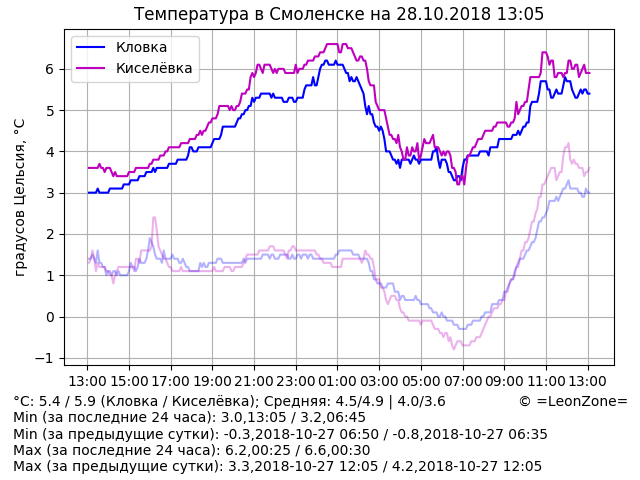 Температура в Смоленске на 28.10.2018 13:05
Кловка
Киселёвка
градусов Цельсия, °C
6
5
4
3
2
1
0
−1
13:00 15:00 17:00 19:00 21:00 23:00 01:00 03:00 05:00 07:00 09:00 11:00 13:00
°C: 5.4 / 5.9 (Кловка / Киселёвка); Средняя: 4.5/4.9 | 4.0/3.6 © =LeonZone=
Min (за последние 24 часа): 3.0,13:05 / 3.2,06:45
Min (за предыдущие сутки): -0.3,2018-10-27 06:50 / -0.8,2018-10-27 06:35
Max (за последние 24 часа): 6.2,00:25 / 6.6,00:30
Max (за предыдущие сутки): 3.3,2018-10-27 12:05 / 4.2,2018-10-27 12:05